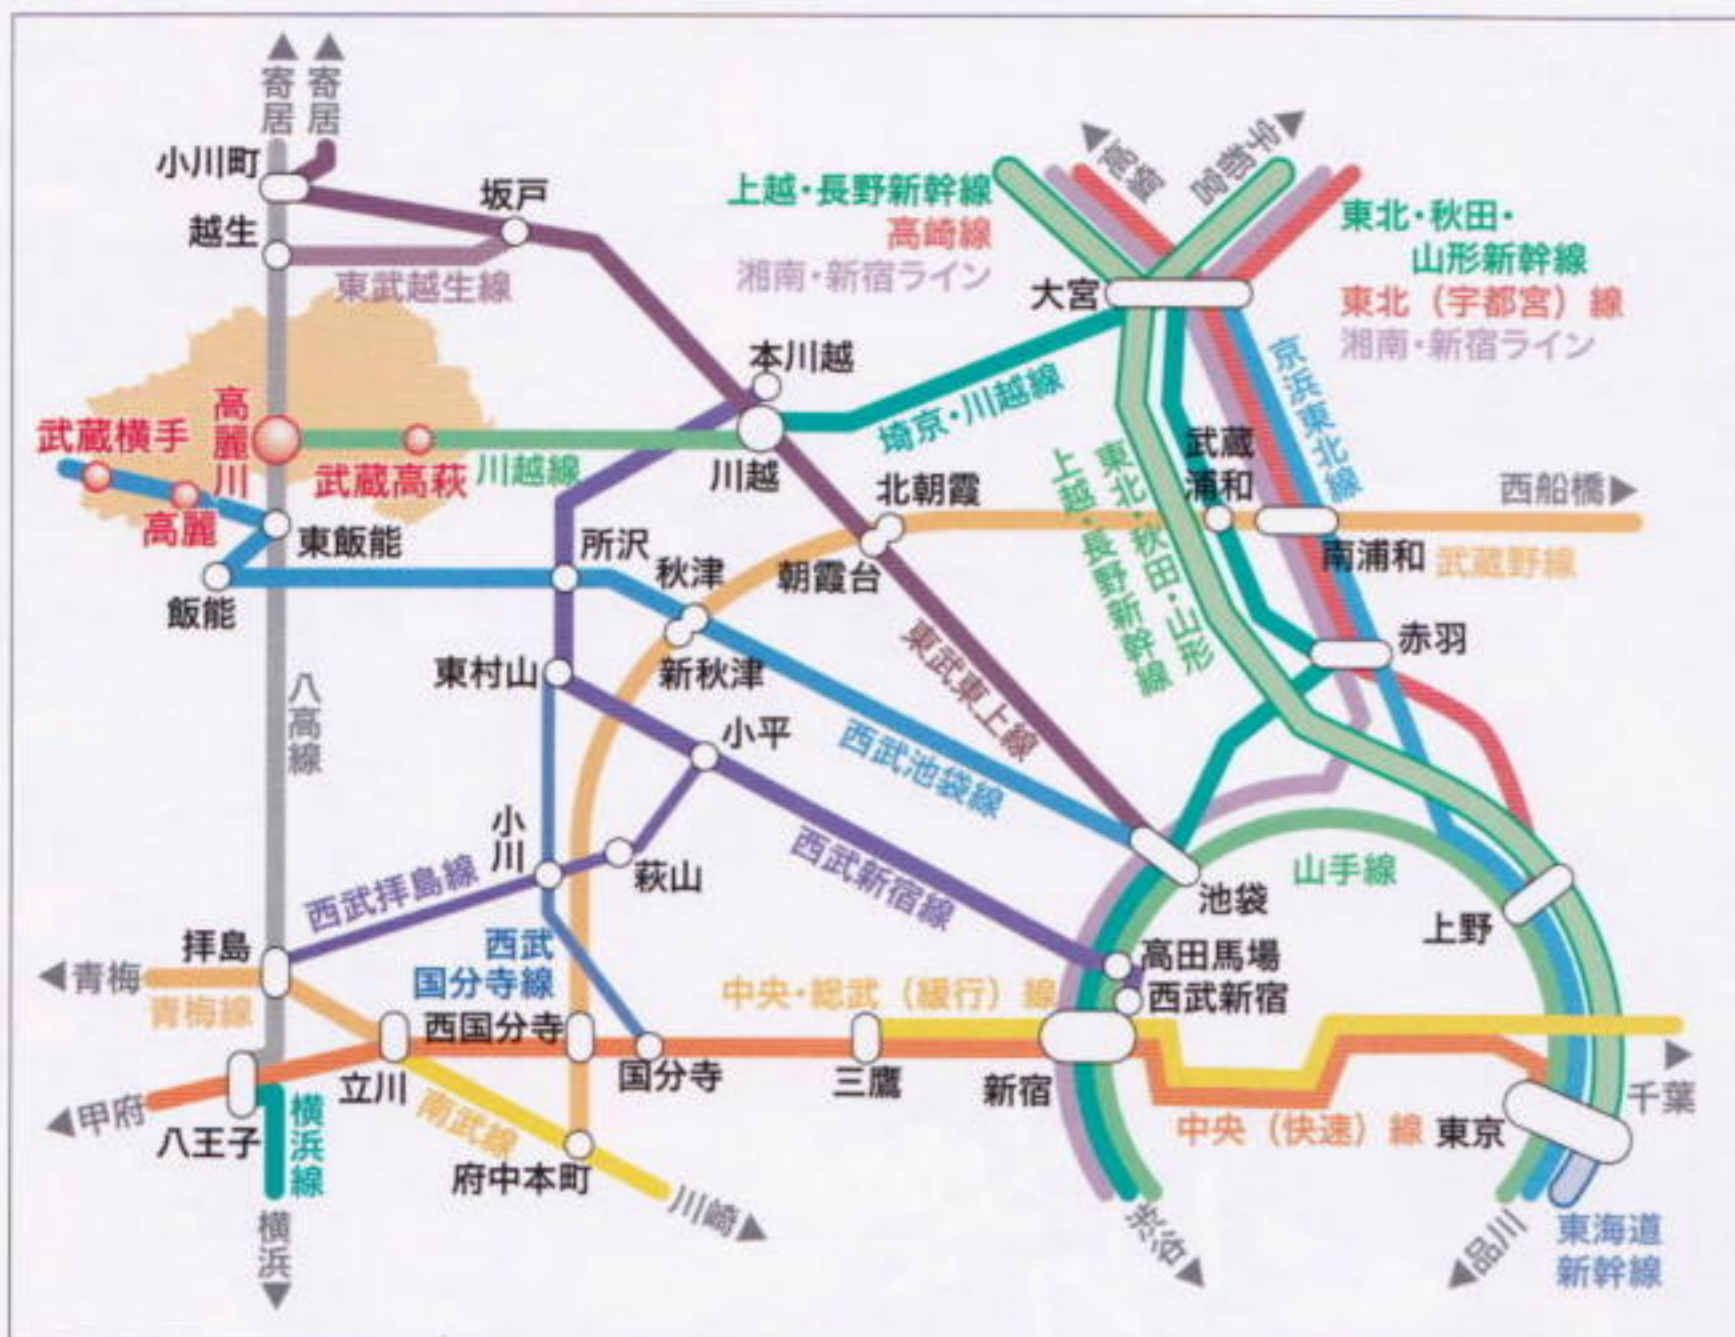 寄居
寄居
小川町
坂戸
越生
東武越生線
上越・長野新幹線
高崎線
湘南・新宿ライン
高崎
宇都宮
東北・秋田・
山形新幹線
東北（宇都宮）線
湘南・新宿ライン
大宮
本川越
埼京・川越線
京浜東北線
高麗川
武蔵横手
武蔵高萩
川越線
川越
高麗
東飯能
飯能
所沢
秋津
新秋津
北朝霞
朝霞台
武蔵
浦和
南浦和
西船橋
武蔵野線
東北・秋田・山形
上越・長野新幹線
赤羽
東武東上線
西武池袋線
東村山
小平
八高線
小川
萩山
西武新宿線
西武拝島線
池袋
山手線
上野
拝島
青梅
青梅線
西武
国分寺線
西国分寺
国分寺
中央・総武（緩行）線
高田馬場
西武新宿
三鷹
新宿
立川
甲府
八王子
横浜線
横浜
南武線
府中本町
川崎
中央（快速）線
東京
千葉
渋谷
品川
東海道
新幹線